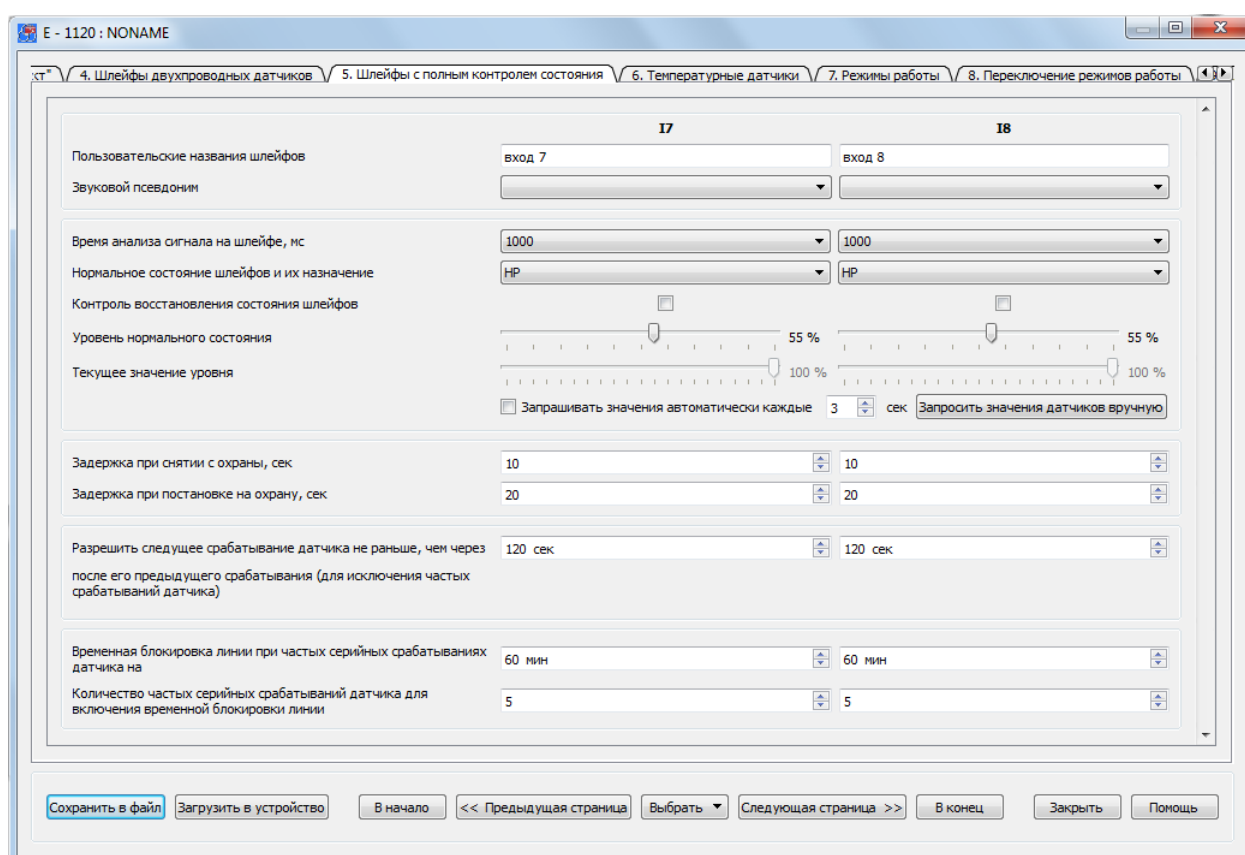 E - 1120 : NONAME
кт"
4. Шлейфы двухпроводных датчиков
5. Шлейфы с полным контролем состояния
6. Температурные датчики
7. Режимы работы
8. Переключение режимов работы
I7
I8
Пользовательские названия шлейфов
вход 7
вход 8
Звуковой псевдоним
Время анализа сигнала на шлейфе, мс
1000
1000
Нормальное состояние шлейфов и их назначение
НР
НР
Контроль восстановления состояния шлейфов
Уровень нормального состояния
55 %
55 %
Текущее значение уровня
100 %
100 %
Запрашивать значения автоматически каждые
3
сек
Запросить значения датчиков вручную
Задержка при снятии с охраны, сек
10
10
Задержка при постановке на охрану, сек
20
20
Разрешить следущее срабатывание датчика не раньше, чем через
120 сек
120 сек
после его предыдущего срабатывания (для исключения частых
срабатываний датчика)
Временная блокировка линии при частых серийных срабатываниях
датчика на
60 мин
60 мин
Количество частых серийных срабатываний датчика для
включения временной блокировки линии
5
5
Сохранить в файл
Загрузить в устройство
В начало
<< Предыдущая страница
Выбрать
Следующая страница >>
В конец
Закрыть
Помощь